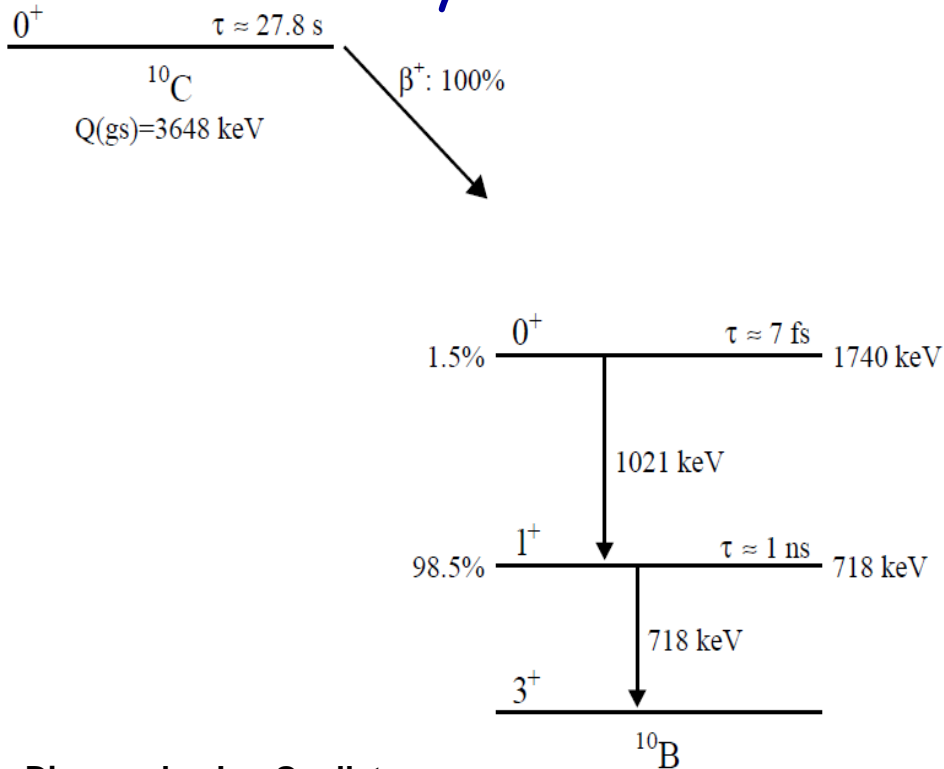 0⁺ τ ≈ 27.8 s
¹⁰C
Q(gs)=3648 keV
β⁺: 100%
0⁺ τ ≈ 7 fs
1.5% 1740 keV
1021 keV
1⁺ τ ≈ 1 ns
98.5% 718 keV
718 keV
3⁺
¹⁰B